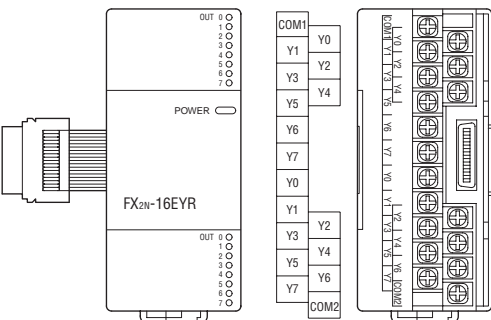 OUT 0
1
2
3
4
5
6
7
POWER
FX2N-16EYR
OUT 0
1
2
3
4
5
6
7
COM1
Y0
Y1
Y2
Y3
Y4
Y5
Y6
Y7
Y0
Y1
Y2
Y3
Y4
Y5
Y6
Y7
COM2
COM1 Y0
Y1 Y2
Y3 Y4
Y5
Y6
Y7
Y0
Y1 Y2
Y3 Y4
Y5 Y6
Y7 COM2